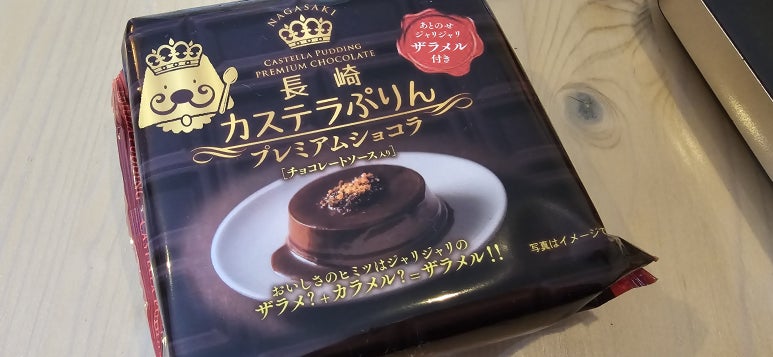 NAGASAKI
CASTELLA PUDDING
PREMIUM CHOCOLATE
長崎
カステラぷりん
プレミアムショコラ
[チョコレートソース入り]
あとのせ
ジャリジャリ
ザラメル
付き
写真はイメージで
おいしさのヒミツはジャリジャリの
ザラメ?+カラメル?=ザラメル!!